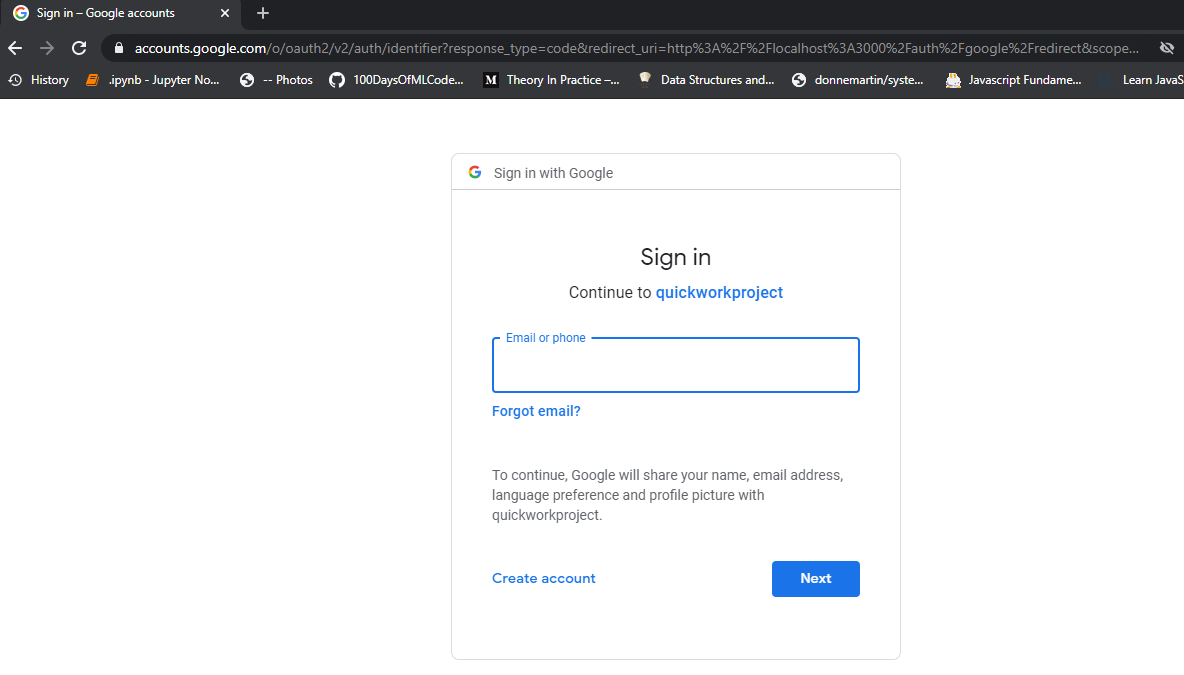 Sign in – Google accounts
accounts.google.com/o/oauth2/v2/auth/identifier?response_type=code&redirect_uri=http%3A%2F%2Flocalhost%3A3000%2Fauth%2Fgoogle%2Fredirect&scope...
History .ipynb - Jupyter No... -- Photos 100DaysOfMLCode... M Theory In Practice –... Data Structures and... donnemartin/syste... Javascript Fundame... Learn JavaS
Sign in with Google
Sign in
Continue to quickworkproject
Email or phone
Forgot email?
To continue, Google will share your name, email address,
language preference and profile picture with
quickworkproject.
Create account Next